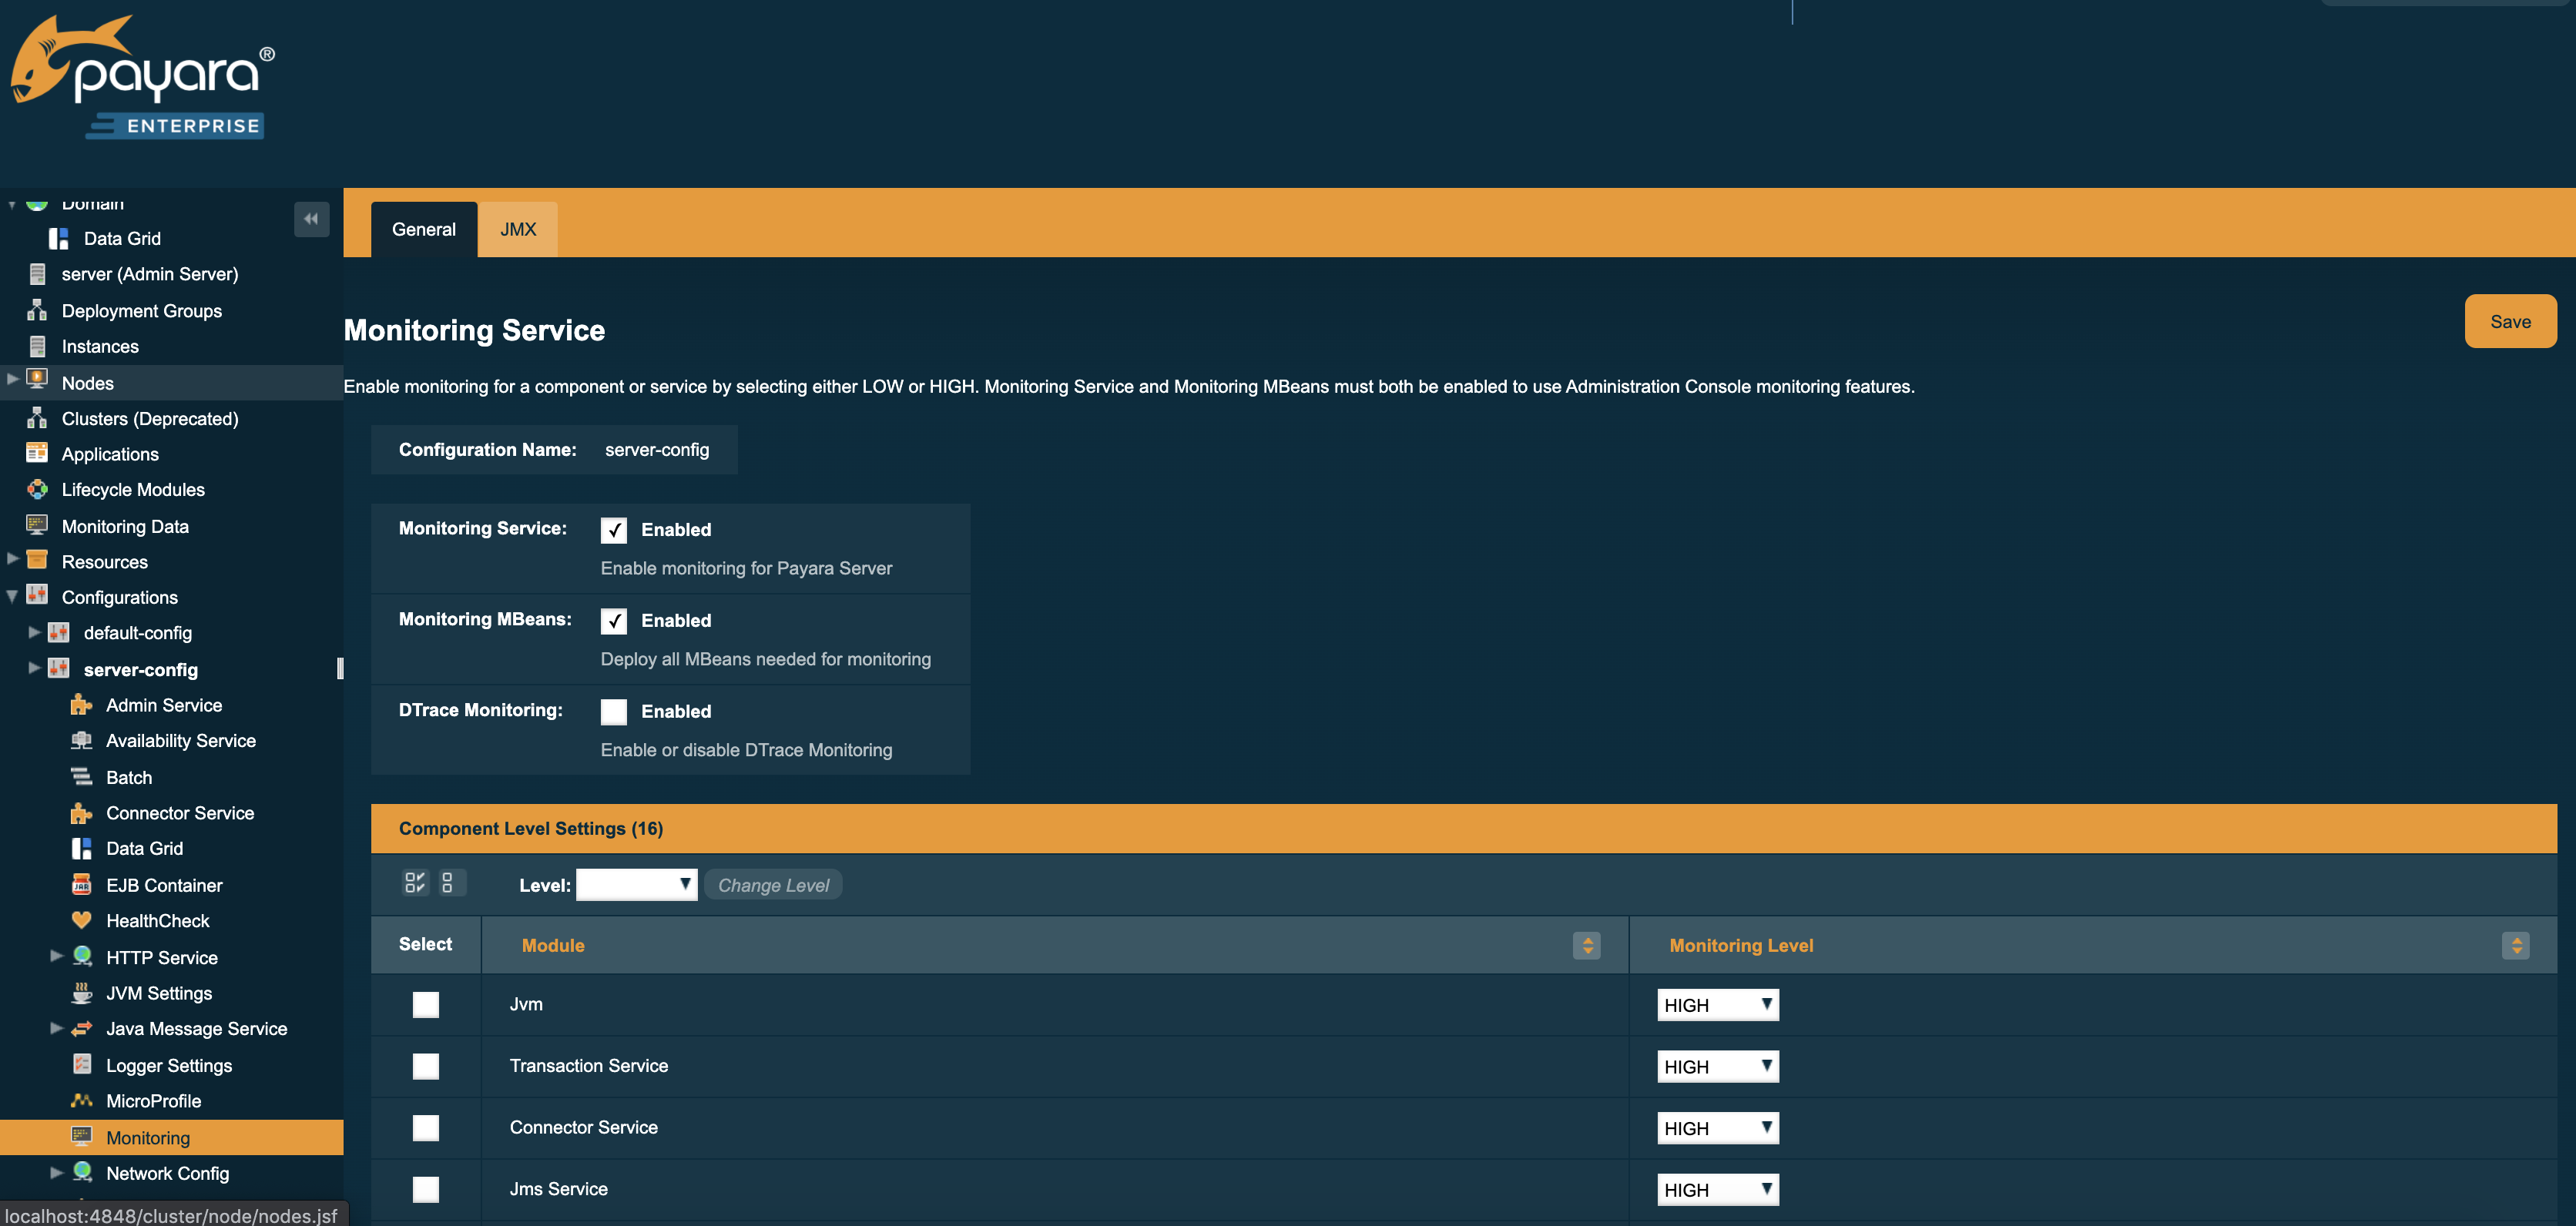 payara®
ENTERPRISE
Domain
Data Grid
server (Admin Server)
Deployment Groups
Instances
Nodes
Clusters (Deprecated)
Applications
Lifecycle Modules
Monitoring Data
Resources
Configurations
default-config
server-config
Admin Service
Availability Service
Batch
Connector Service
Data Grid
EJB Container
HealthCheck
HTTP Service
JVM Settings
Java Message Service
Logger Settings
MicroProfile
Monitoring
Network Config
localhost:4848/cluster/node/nodes.jsf
General JMX
Monitoring Service
Save
Enable monitoring for a component or service by selecting either LOW or HIGH. Monitoring Service and Monitoring MBeans must both be enabled to use Administration Console monitoring features.
Configuration Name: server-config
Monitoring Service: Enabled
Enable monitoring for Payara Server
Monitoring MBeans: Enabled
Deploy all MBeans needed for monitoring
DTrace Monitoring: Enabled
Enable or disable DTrace Monitoring
Component Level Settings (16)
Level: Change Level
Select Module Monitoring Level
Jvm HIGH
Transaction Service HIGH
Connector Service HIGH
Jms Service HIGH